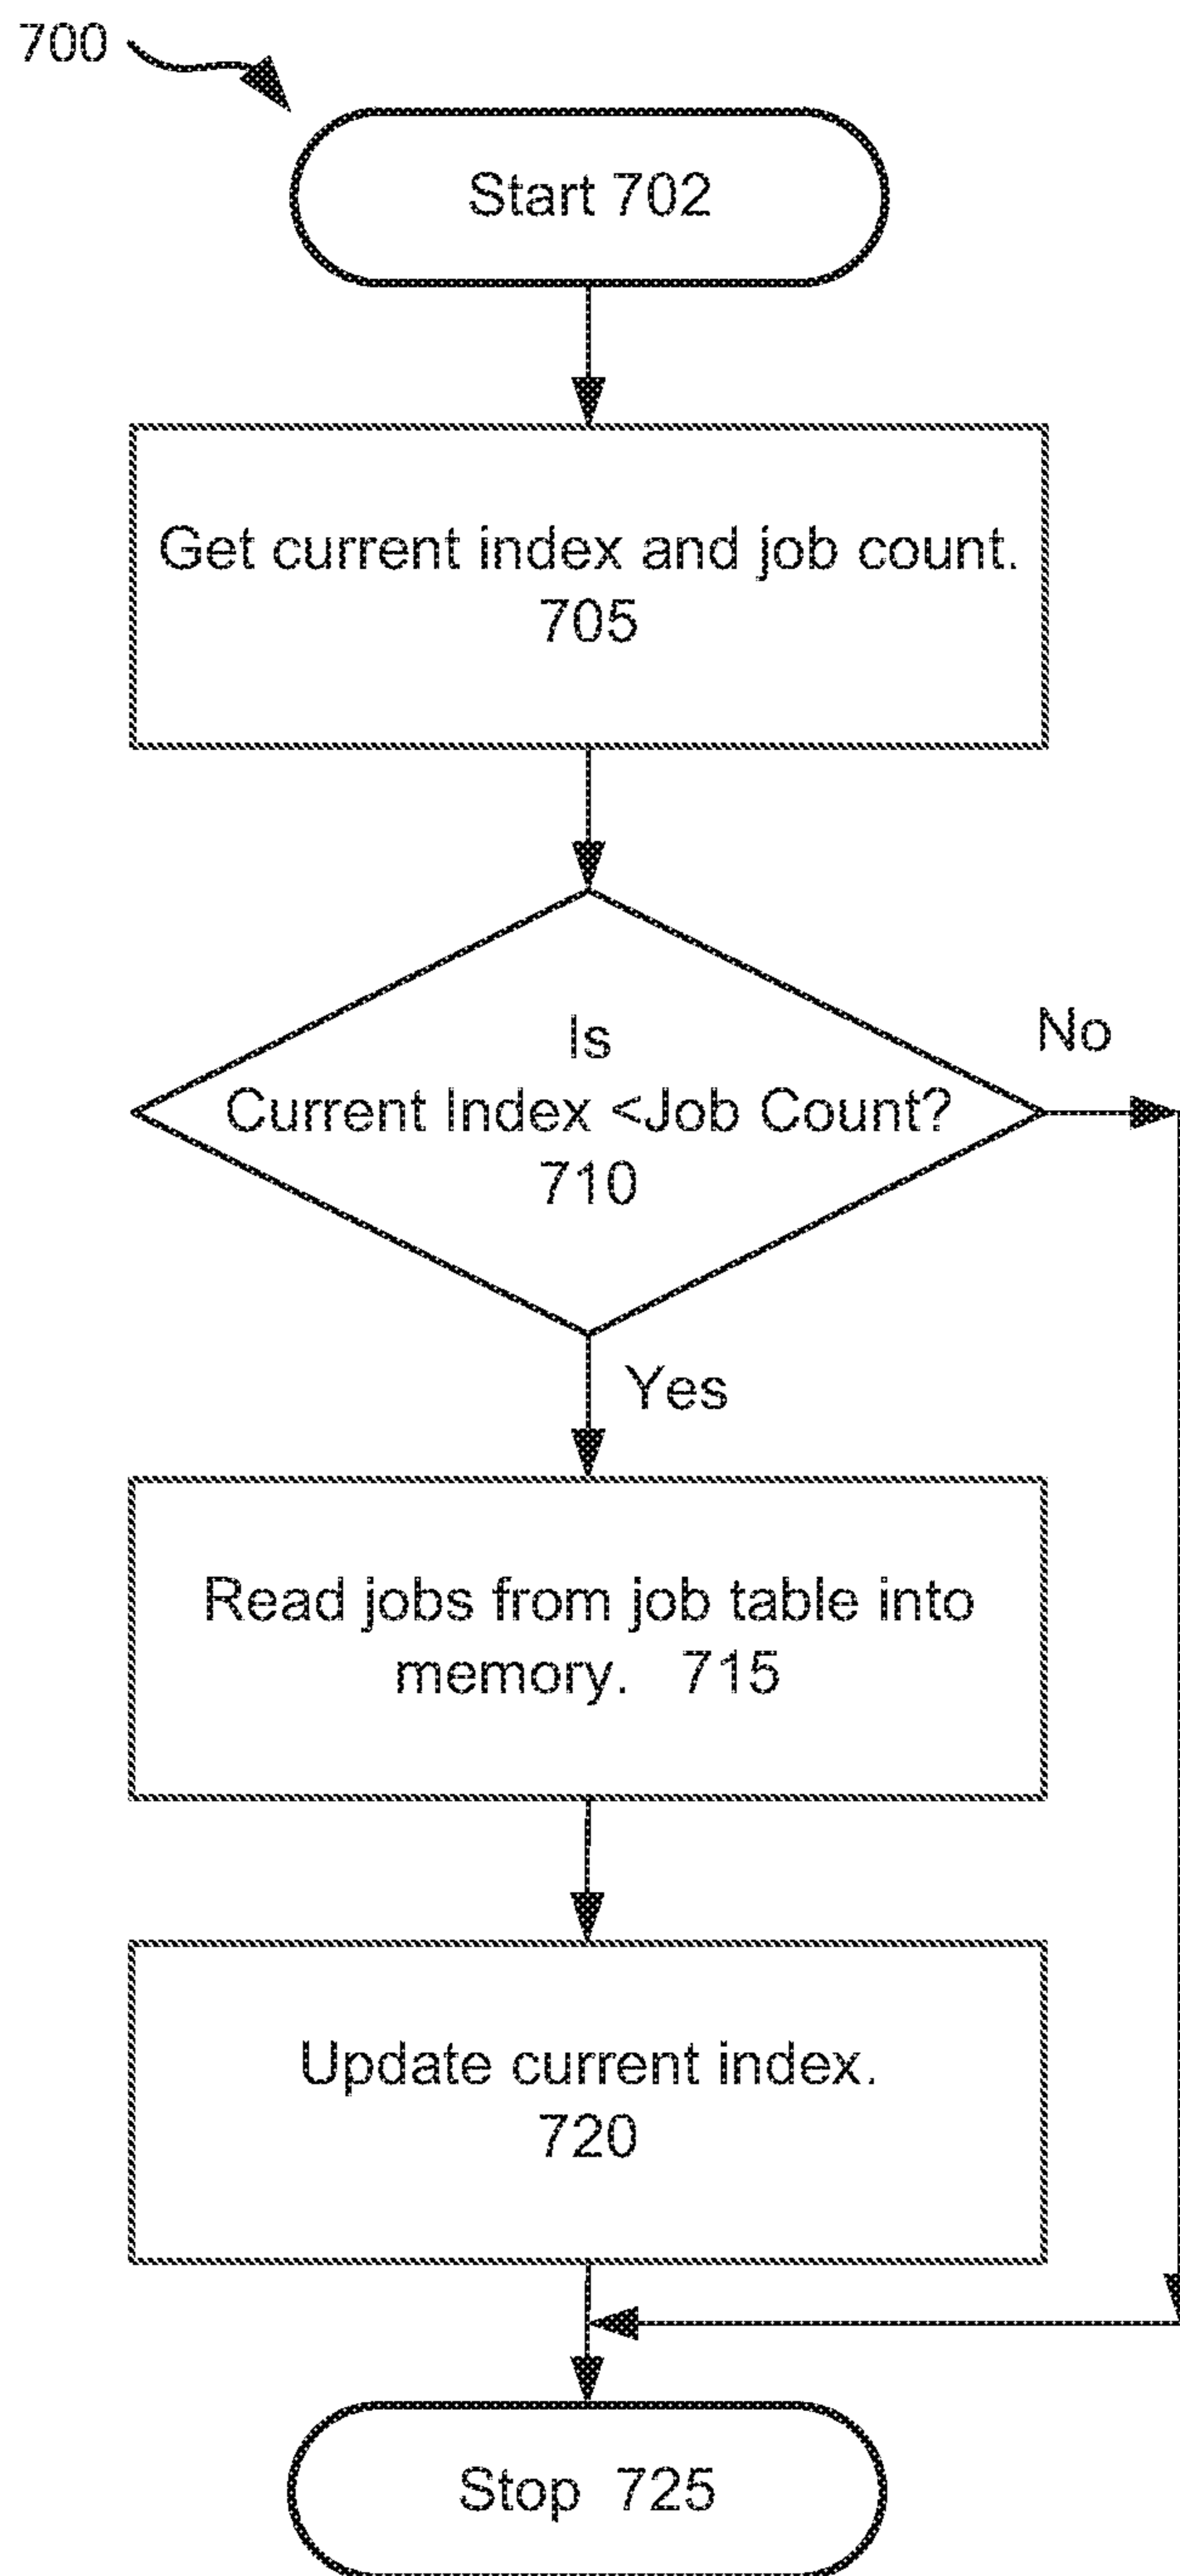 700
Start 702
Get current index and job count.
705
Is
Current Index <Job Count?
710
No
Yes
Read jobs from job table into
memory. 715
Update current index.
720
Stop 725